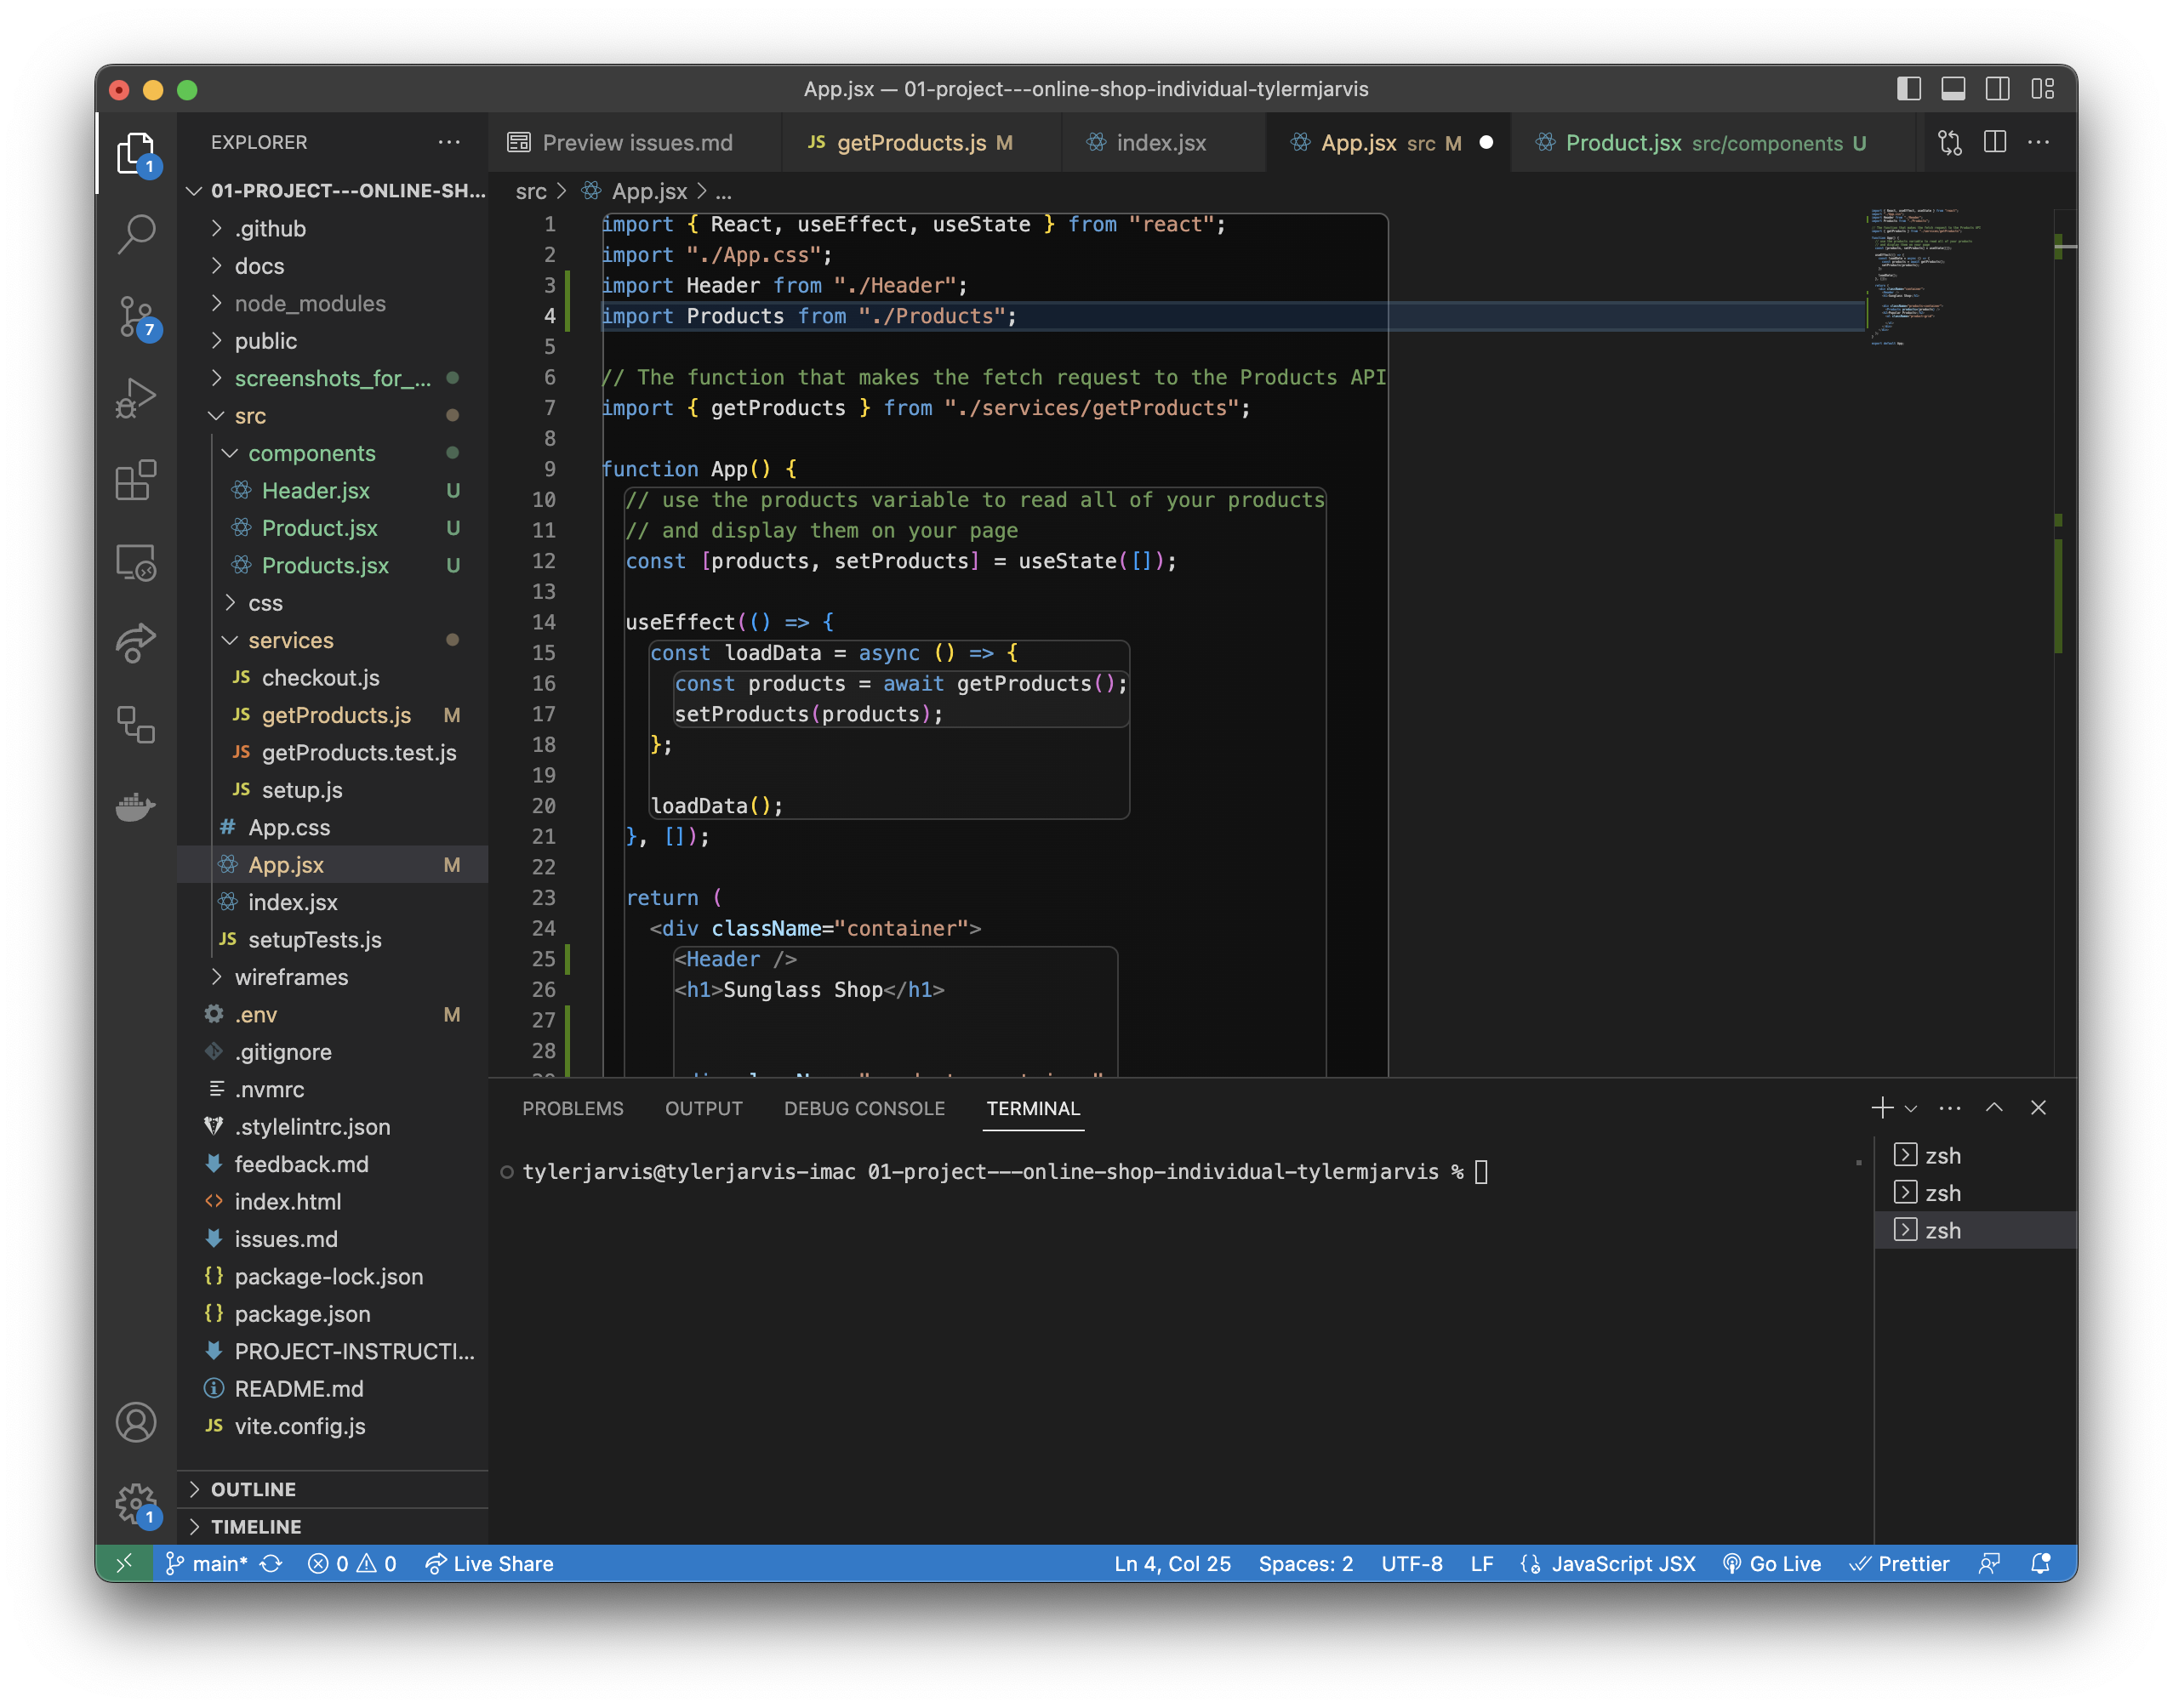 App.jsx — 01-project---online-shop-individual-tylermjarvis
EXPLORER
Preview issues.md
JS getProducts.js M
index.jsx
App.jsx src M
Product.jsx src/components U
1
01-PROJECT---ONLINE-SH...
src > App.jsx > ...
.github
docs
node_modules
7
public
screenshots_for_...
src
components
Header.jsx U
Product.jsx U
Products.jsx U
css
services
JS checkout.js
JS getProducts.js M
JS getProducts.test.js
JS setup.js
# App.css
App.jsx M
index.jsx
JS setupTests.js
wireframes
.env M
.gitignore
.nvmrc
.stylelintrc.json
feedback.md
index.html
issues.md
{} package-lock.json
{} package.json
PROJECT-INSTRUCTI...
README.md
JS vite.config.js
OUTLINE
1
TIMELINE
1 import { React, useEffect, useState } from "react";
2 import "./App.css";
3 import Header from "./Header";
4 import Products from "./Products";
5
6 // The function that makes the fetch request to the Products API
7 import { getProducts } from "./services/getProducts";
8
9 function App() {
10 // use the products variable to read all of your products
11 // and display them on your page
12 const [products, setProducts] = useState([]);
13
14 useEffect(() => {
15 const loadData = async () => {
16 const products = await getProducts();
17 setProducts(products);
18 };
19
20 loadData();
21 }, []);
22
23 return (
24 <div className="container">
25 <Header />
26 <h1>Sunglass Shop</h1>
27
28
PROBLEMS OUTPUT DEBUG CONSOLE TERMINAL
tylerjarvis@tylerjarvis-imac 01-project---online-shop-individual-tylermjarvis %
zsh
zsh
zsh
main* 0 0 Live Share
Ln 4, Col 25 Spaces: 2 UTF-8 LF {} JavaScript JSX Go Live Prettier